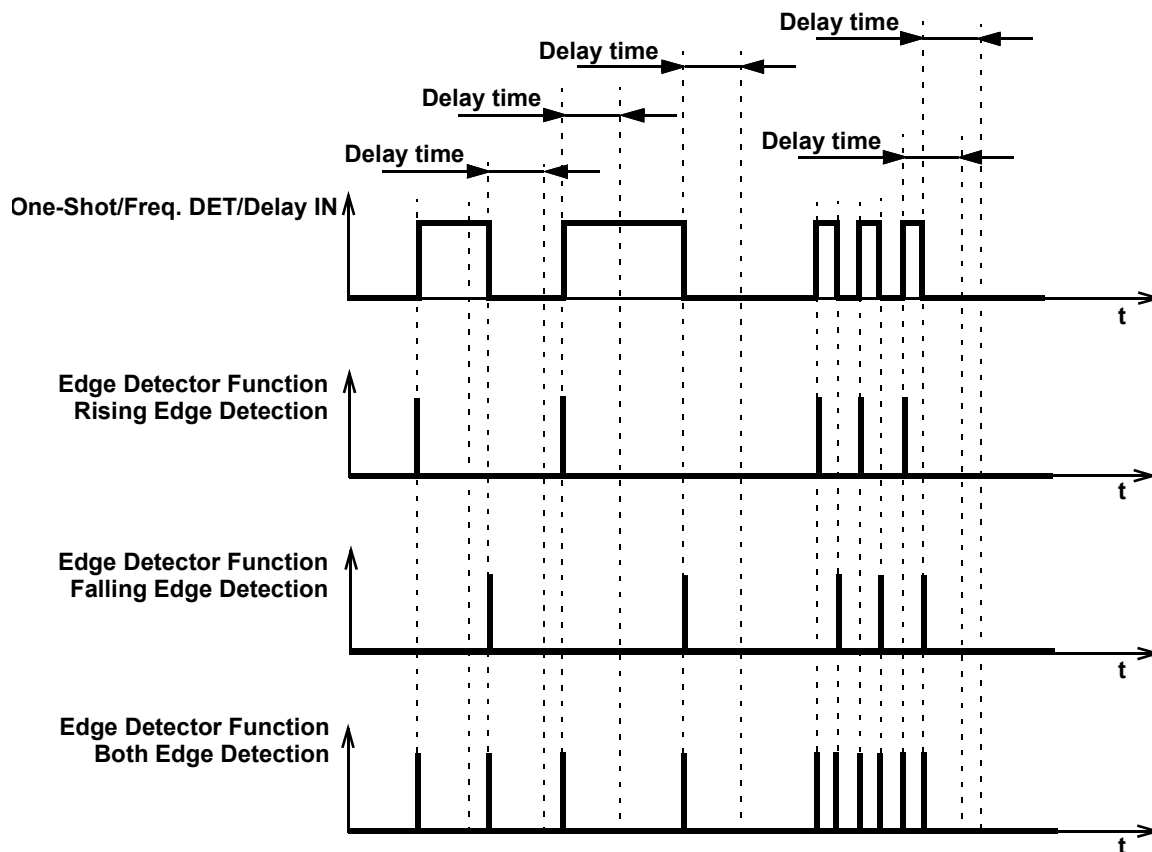 Delay time
Delay time
Delay time
Delay time
Delay time
One-Shot/Freq. DET/Delay IN
t
Edge Detector Function
Rising Edge Detection
t
Edge Detector Function
Falling Edge Detection
t
Edge Detector Function
Both Edge Detection
t